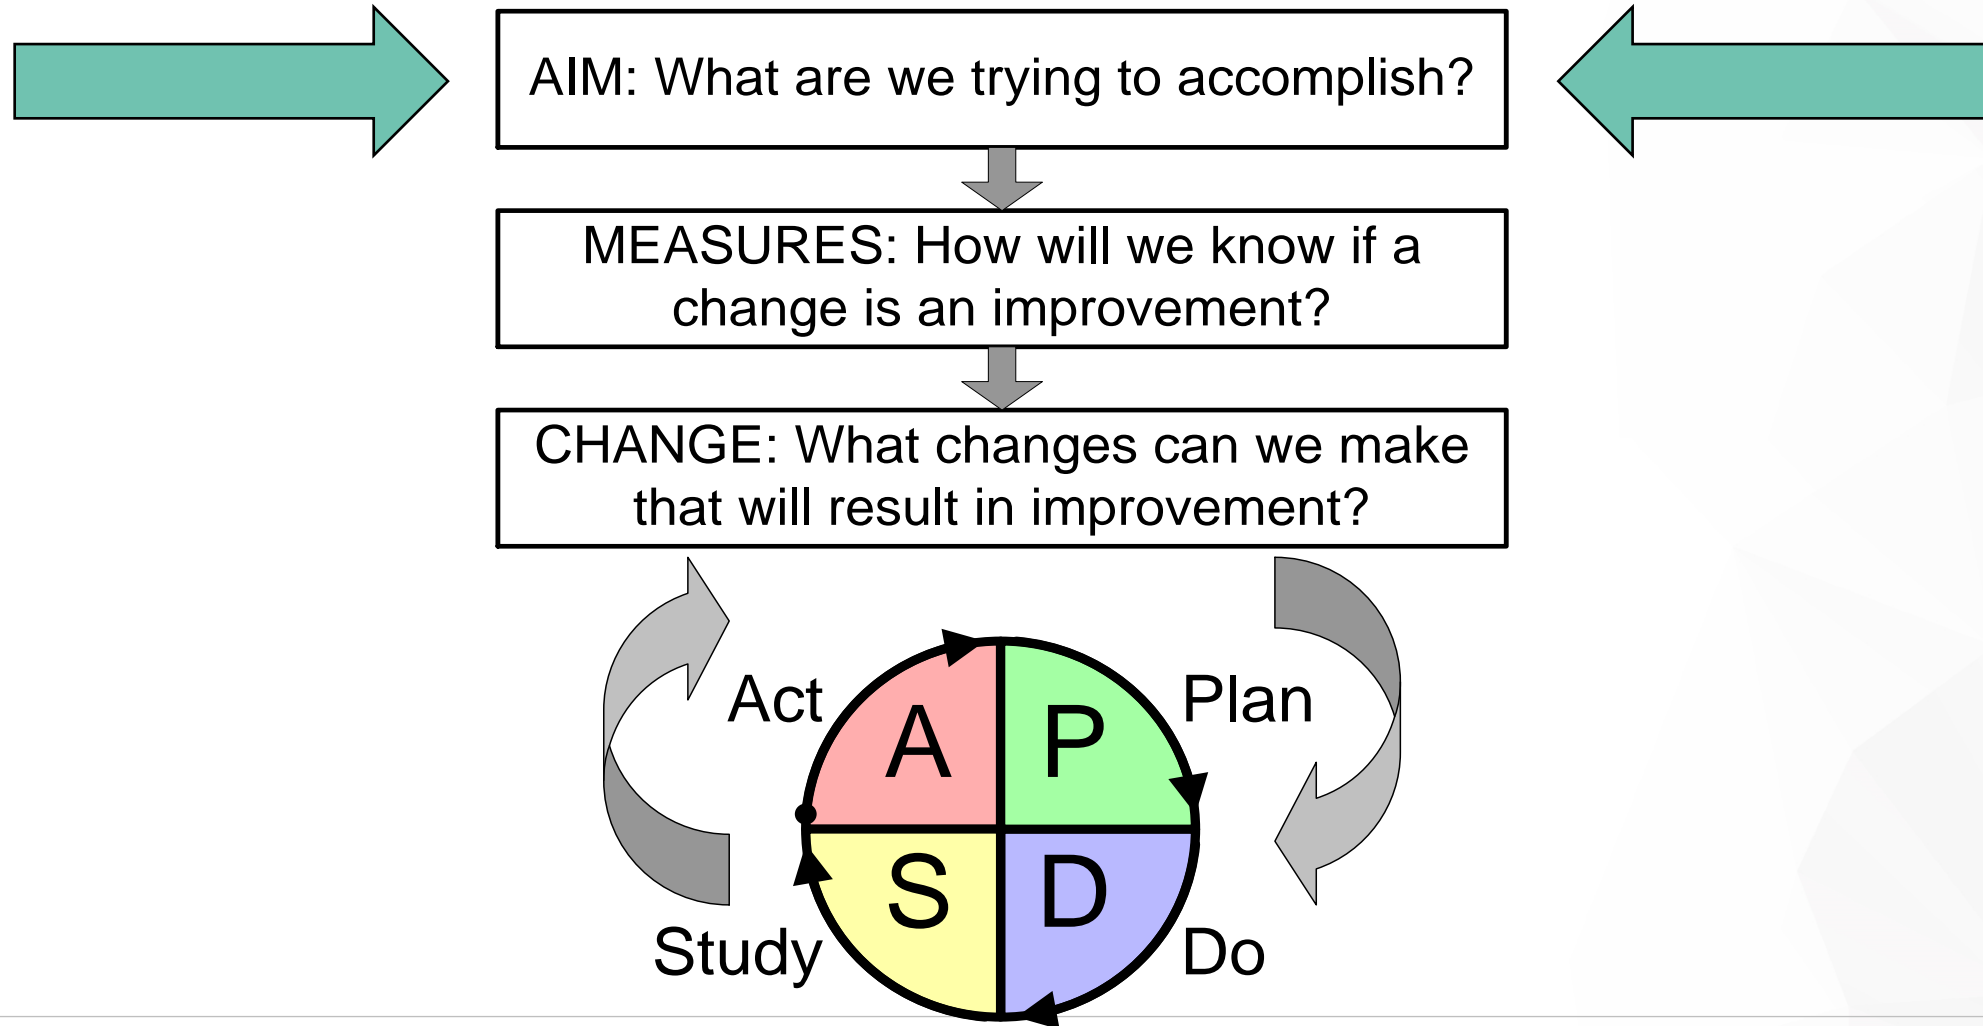 AIM: What are we trying to accomplish?
MEASURES: How will we know if a
change is an improvement?
CHANGE: What changes can we make
that will result in improvement?
Act
A
P
Plan
Study
S
D
Do